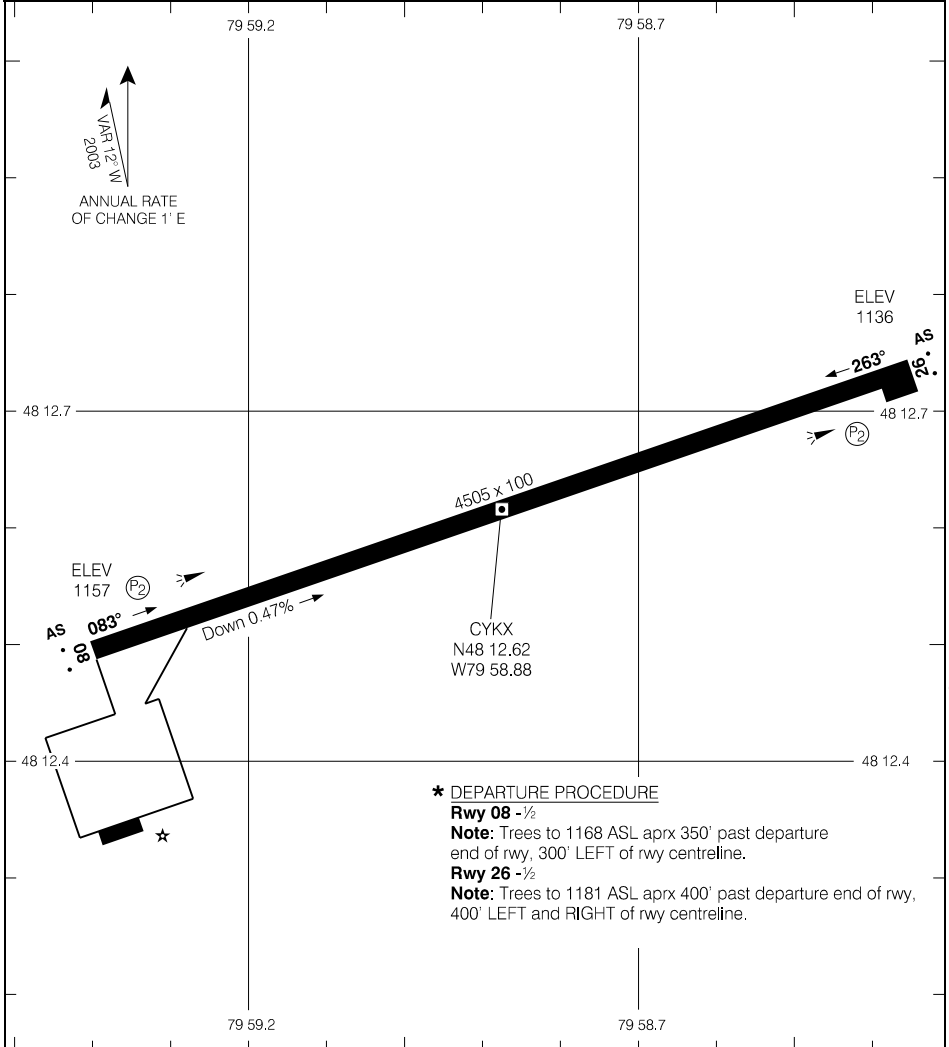 79 59.2
79 58.7
VAR 12° W
2003
ANNUAL RATE
OF CHANGE 1' E
ELEV
1136
AS
26
263°
48 12.7
48 12.7
P2
4505 x 100
ELEV
1157
P2
083°
AS
08
Down 0.47%
CYKX
N48 12.62
W79 58.88
48 12.4
48 12.4
* DEPARTURE PROCEDURE
Rwy 08 -½
Note: Trees to 1168 ASL aprx 350' past departure
end of rwy, 300' LEFT of rwy centreline.
Rwy 26 -½
Note: Trees to 1181 ASL aprx 400' past departure end of rwy,
400' LEFT and RIGHT of rwy centreline.
79 59.2
79 58.7